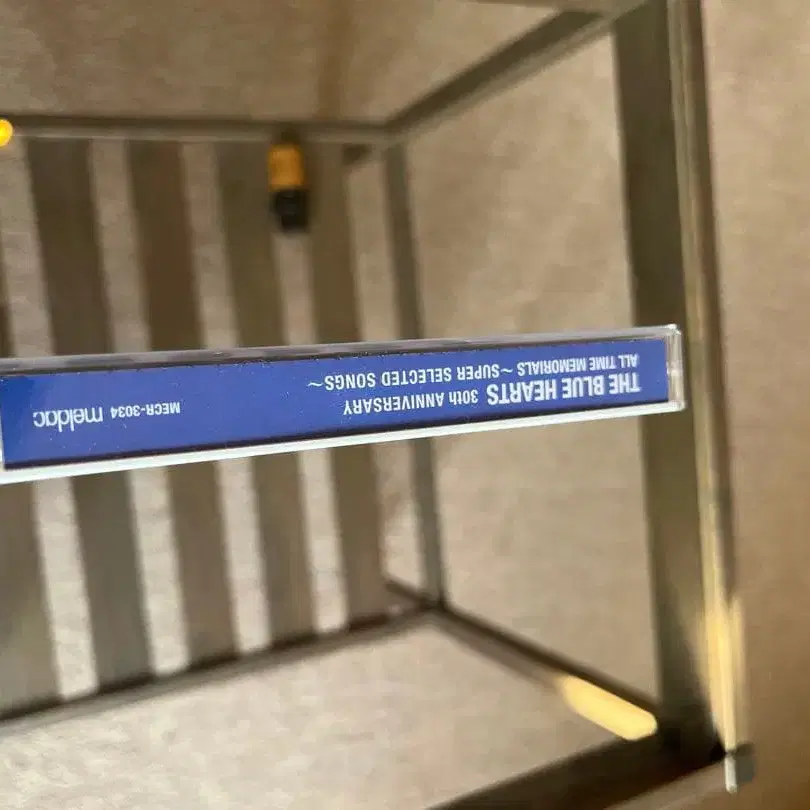 THE BLUE HEARTS 30th ANNIVERSARY
ALL TIME MEMORIALS ~SUPER SELECTED SONGS~
MECR-3034 meldac